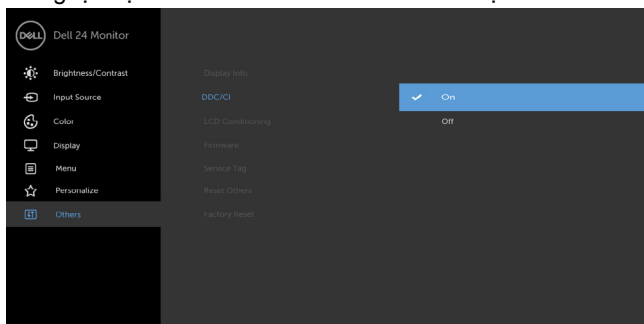 DELL
Dell 24 Monitor
Brightness/Contrast
Input Source
Color
Display
Menu
Personalize
Others
Display Info
DDC/CI
LCD Conditioning
Firmware
Service Tag
Reset Others
Factory Reset
On
Off